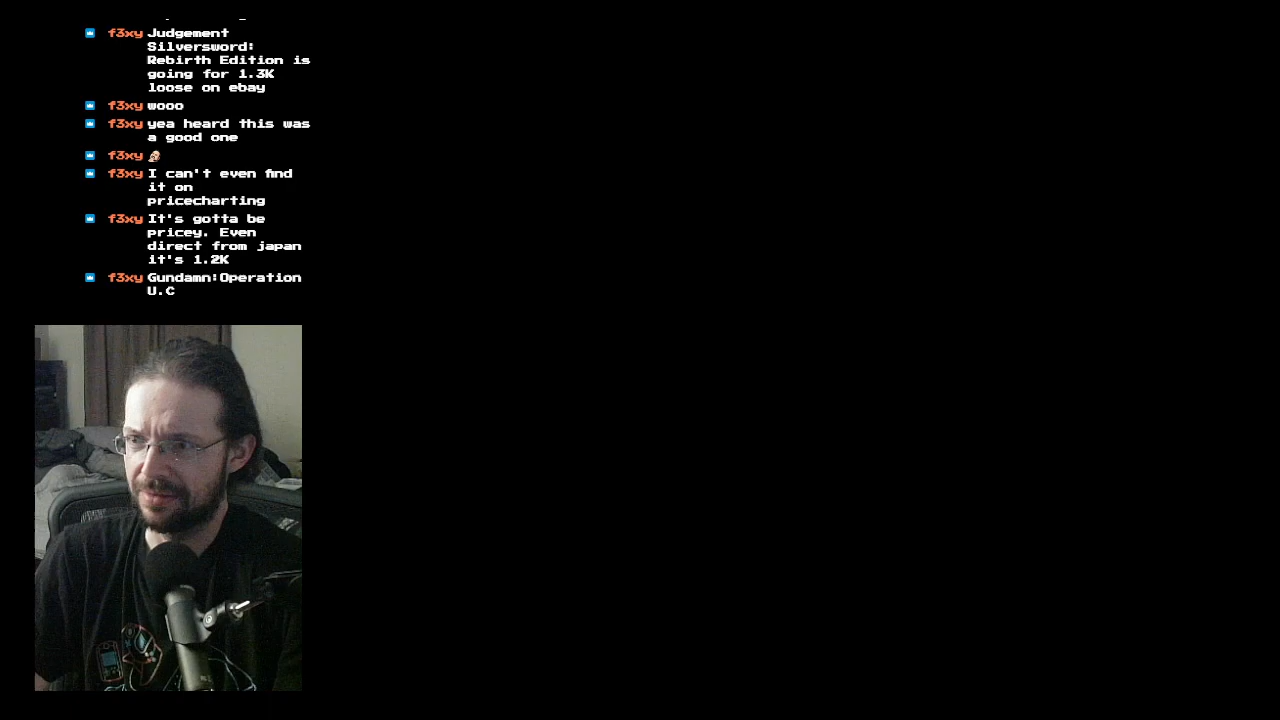 f3xy Judgement
Silversword:
Rebirth Edition is
going for 1.3K
loose on ebay
f3xy wooo
f3xy yea heard this was
a good one
f3xy
f3xy I can't even find
it on
pricecharting
f3xy It's gotta be
pricey. Even
direct from japan
it's 1.2K
f3xy Gundamn:Operation
U.C